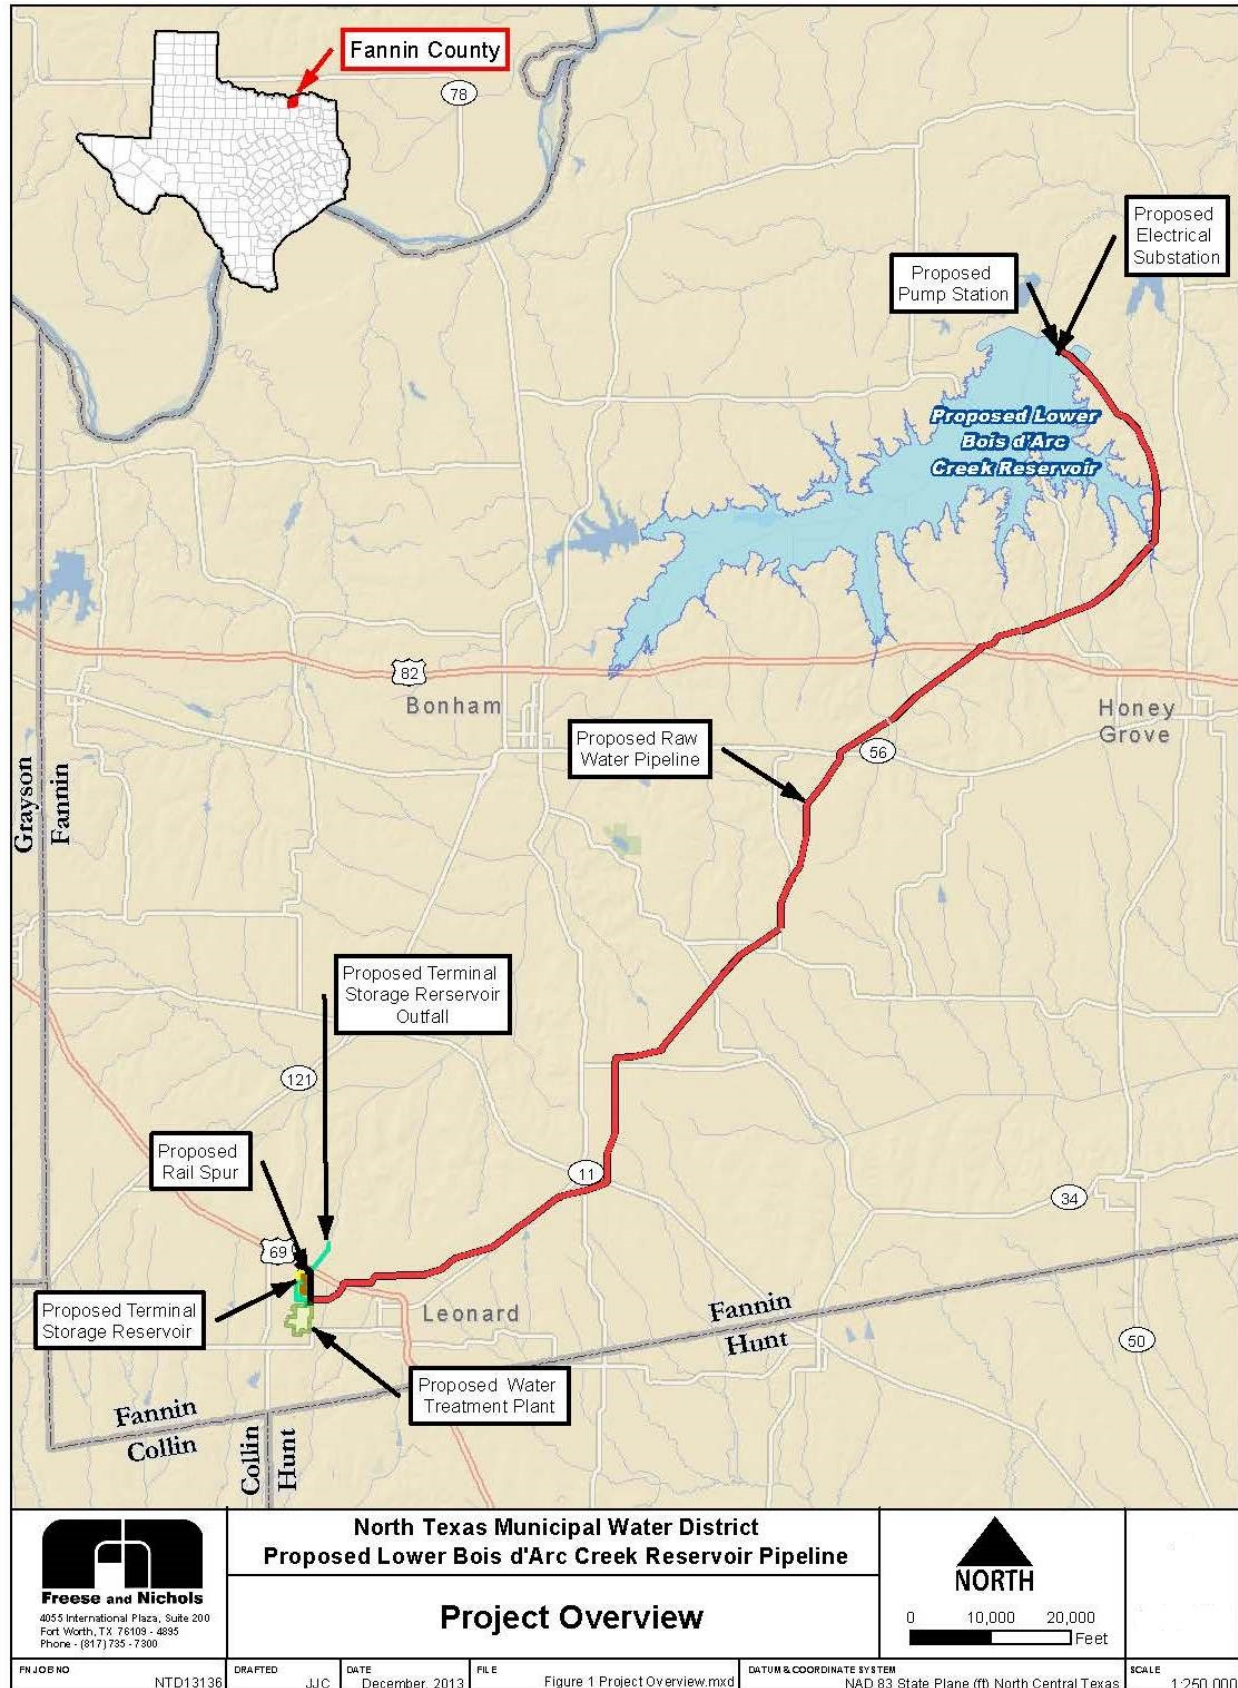 Fannin County
78
Proposed
Electrical
Substation
Proposed
Pump Station
Proposed Lower
Bois d'Arc
Creek Reservoir
82
Bonham
Honey
Grove
Proposed Raw
Water Pipeline
56
Grayson
Fannin
Proposed Terminal
Storage Rerservoir
Outfall
121
Proposed
Rail Spur
11
34
69
Proposed Terminal
Storage Reservoir
Leonard
Fannin
Hunt
50
Proposed Water
Treatment Plant
Fannin
Collin
Collin
Hunt
Freese and Nichols
4055 International Plaza, Suite 200
Fort Worth, TX 76109 - 4895
Phone - (817) 735 - 7300
North Texas Municipal Water District
Proposed Lower Bois d'Arc Creek Reservoir Pipeline
Project Overview
NORTH
0 10,000 20,000
Feet
FN JOB NO
NTD13136
DRAFTED
JJC
DATE
December, 2013
FILE
Figure 1 Project Overview.mxd
DATUM & COORDINATE SYSTEM
NAD 83 State Plane (ft) North Central Texas
SCALE
1:250,000